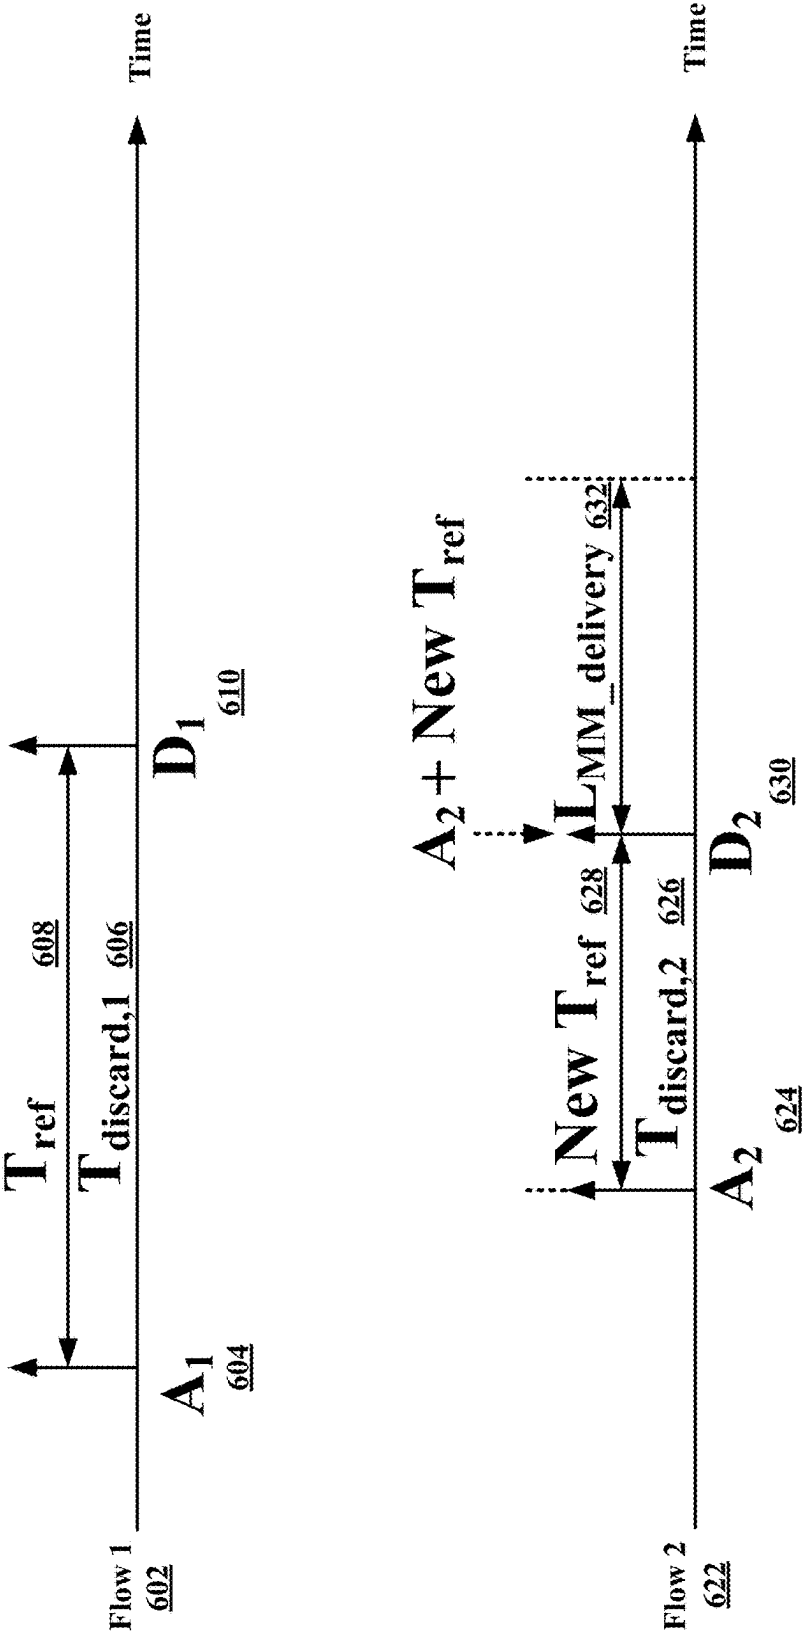 Flow 1
602
A1
604
Tref
608
Tdiscard,1 606
D1
610
Time
Flow 2
622
A2
624
New Tref 628
Tdiscard,2 626
A2 + New Tref
D2
630
LMM_delivery 632
Time